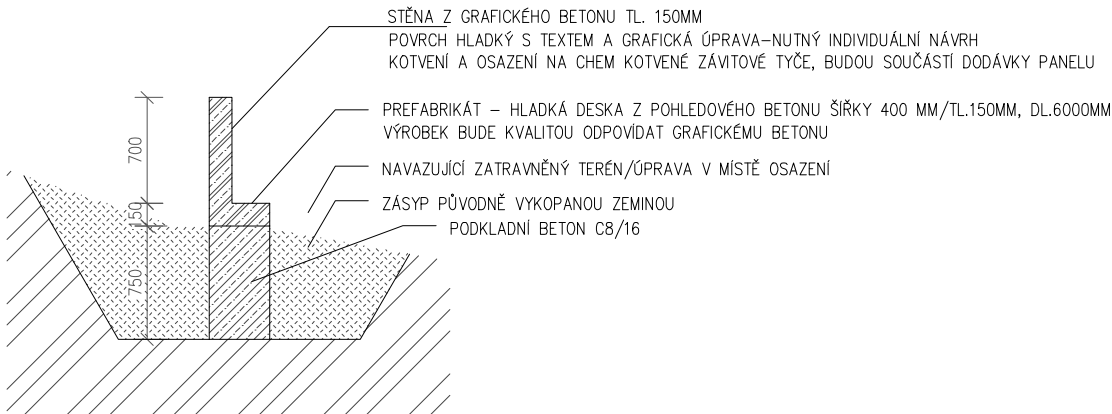 STĚNA Z GRAFICKÉHO BETONU TL. 150MM
POVRCH HLADKÝ S TEXTEM A GRAFICKÁ ÚPRAVA-NUTNÝ INDIVIDUÁLNÍ NÁVRH
KOTVENÍ A OSAZENÍ NA CHEM KOTVENÉ ZÁVITOVÉ TYČE, BUDOU SOUČÁSTÍ DODÁVKY PANELU
PREFABRIKÁT – HLADKÁ DESKA Z POHLEDOVÉHO BETONU ŠÍŘKY 400 MM/TL.150MM, DL.6000MM
VÝROBEK BUDE KVALITOU ODPOVÍDAT GRAFICKÉMU BETONU
NAVAZUJÍCÍ ZATRAVNĚNÝ TERÉN/ÚPRAVA V MÍSTĚ OSAZENÍ
ZÁSYP PŮVODNĚ VYKOPANOU ZEMINOU
PODKLADNÍ BETON C8/16
700
150
750